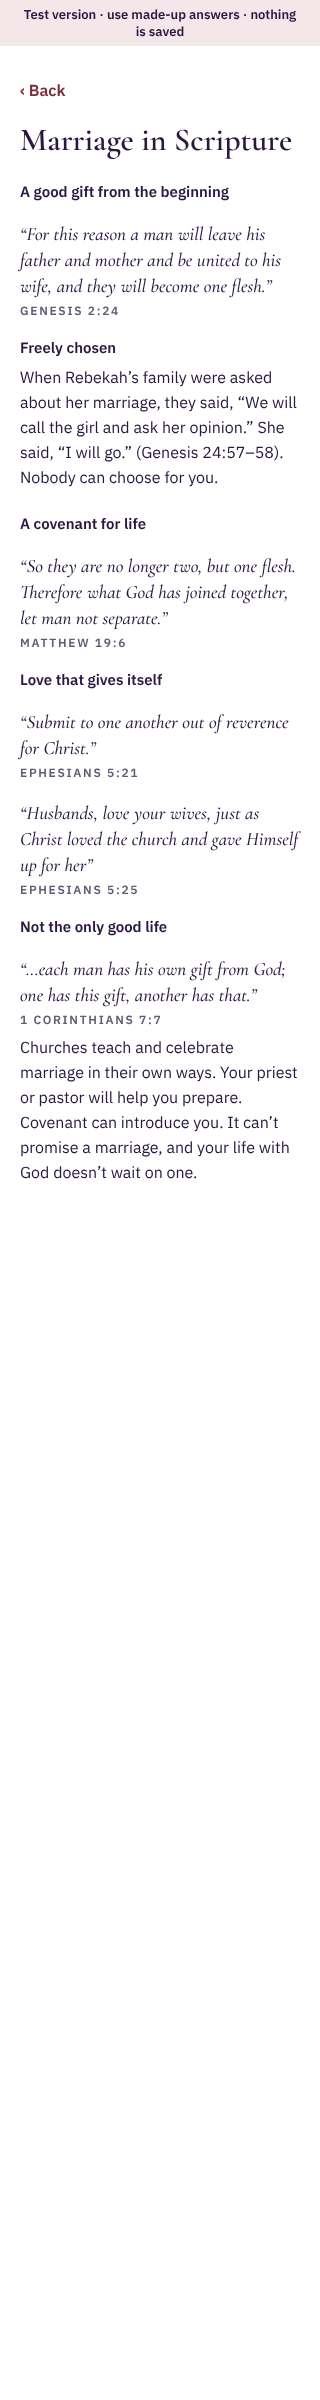 Test version · use made-up answers · nothing
is saved
‹ Back
Marriage in Scripture
A good gift from the beginning
“For this reason a man will leave his
father and mother and be united to his
wife, and they will become one flesh.”
GENESIS 2:24
Freely chosen
When Rebekah’s family were asked
about her marriage, they said, “We will
call the girl and ask her opinion.” She
said, “I will go.” (Genesis 24:57–58).
Nobody can choose for you.
A covenant for life
“So they are no longer two, but one flesh.
Therefore what God has joined together,
let man not separate.”
MATTHEW 19:6
Love that gives itself
“Submit to one another out of reverence
for Christ.”
EPHESIANS 5:21
“Husbands, love your wives, just as
Christ loved the church and gave Himself
up for her”
EPHESIANS 5:25
Not the only good life
“…each man has his own gift from God;
one has this gift, another has that.”
1 CORINTHIANS 7:7
Churches teach and celebrate
marriage in their own ways. Your priest
or pastor will help you prepare.
Covenant can introduce you. It can’t
promise a marriage, and your life with
God doesn’t wait on one.